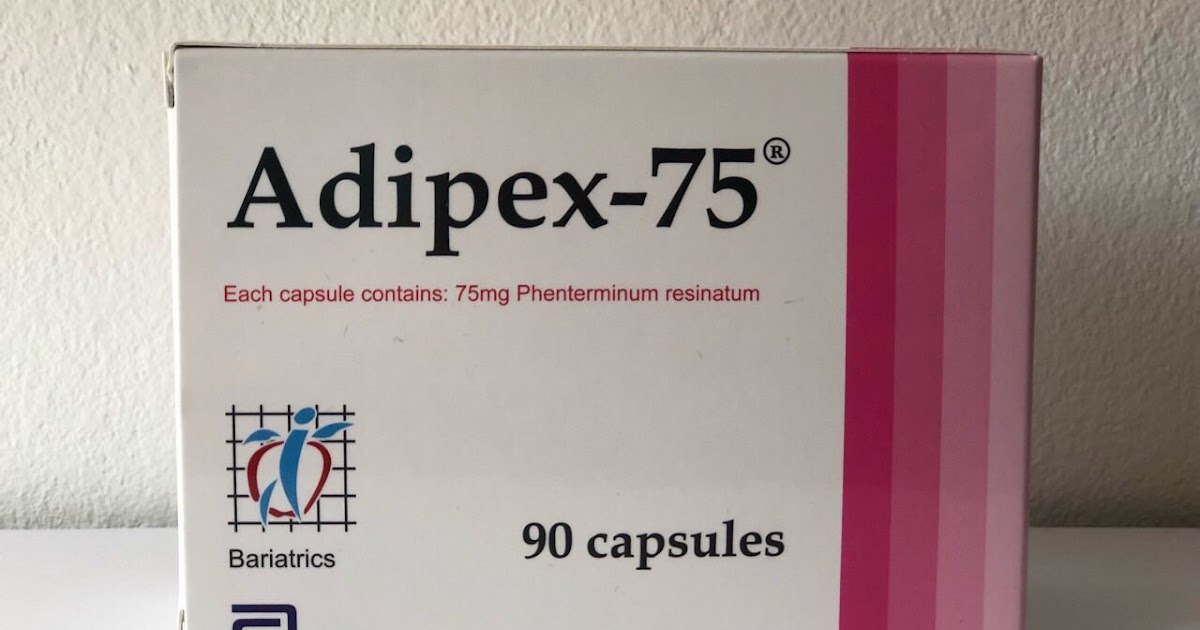 Adipex-75®
Each capsule contains: 75mg Phenterminum resinatum
Bariatrics
90 capsules